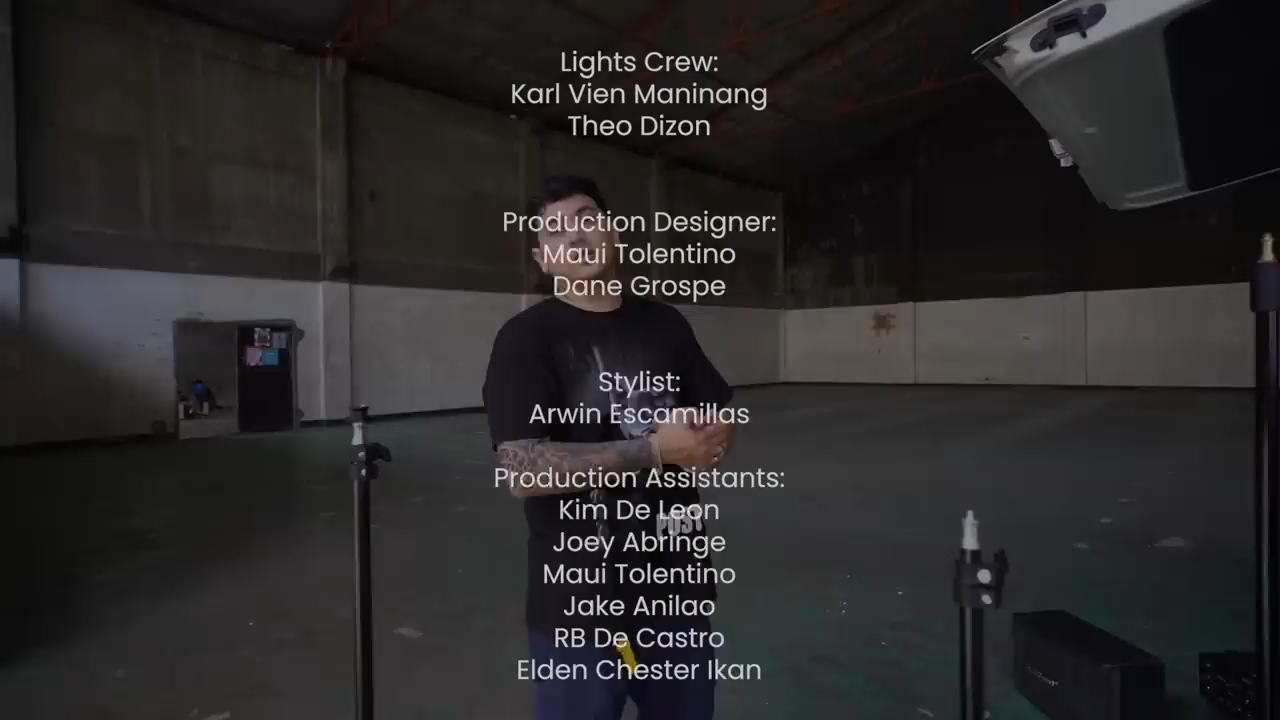 Lights Crew:
Karl Vien Maninang
Theo Dizon
Production Designer:
Maui Tolentino
Dane Grospe
Stylist:
Arwin Escamillas
Production Assistants:
Kim De Leon
POST
Joey Abringe
Maui Tolentino
Jake Anilao
RB De Castro
Elden Chester Ikan